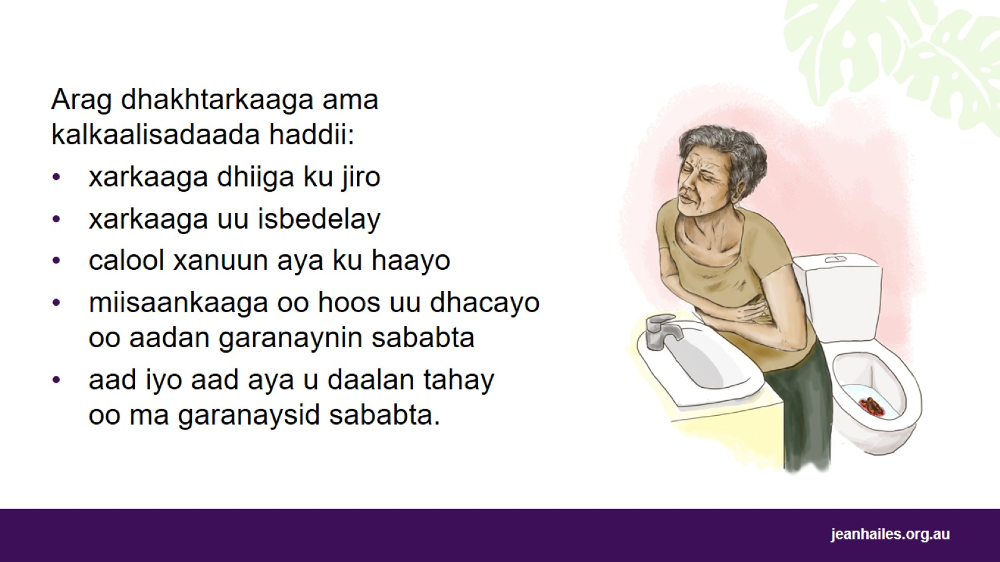 Arag dhakhtarkaaga ama
kalkaalisadaada haddii:
• xarkaaga dhiiga ku jiro
• xarkaaga uu isbedelay
• calool xanuun aya ku haayo
• miisaankaaga oo hoos uu dhacayo
oo aadan garanaynin sababta
• aad iyo aad aya u daalan tahay
oo ma garanaysid sababta.
jeanhailes.org.au